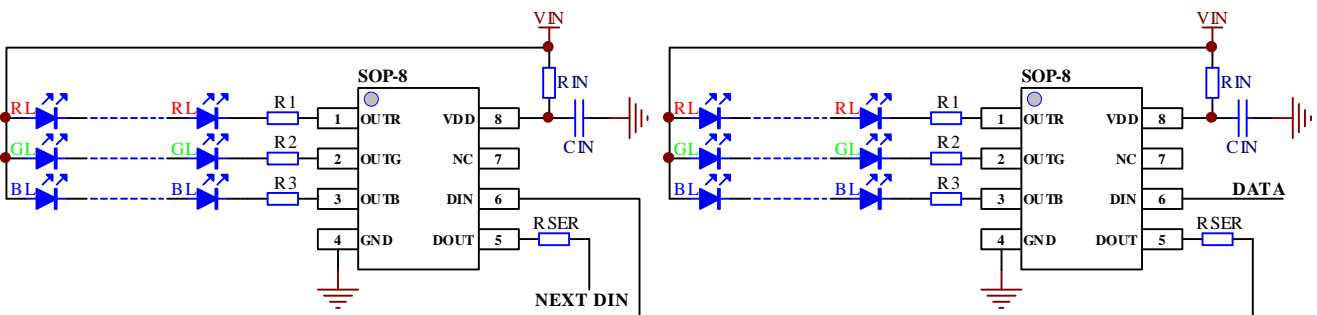 VIN
RIN
SOP-8
RL RL R1 1 OUTR VDD 8
CIN
GL GL R2 2 OUTG NC 7
BL BL R3 3 OUTB DIN 6
RSER
4 GND DOUT 5
NEXT DIN
VIN
RIN
SOP-8
RL RL R1 1 OUTR VDD 8
CIN
GL GL R2 2 OUTG NC 7
DATA
BL BL R3 3 OUTB DIN 6
RSER
4 GND DOUT 5